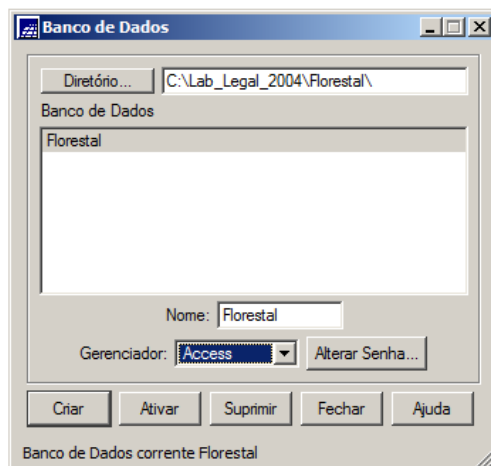 Banco de Dados
Diretório... C:\Lab_Legal_2004\Florestal\
Banco de Dados
Florestal
Nome: Florestal
Gerenciador: Access Alterar Senha...
Criar Ativar Suprimir Fechar Ajuda
Banco de Dados corrente Florestal